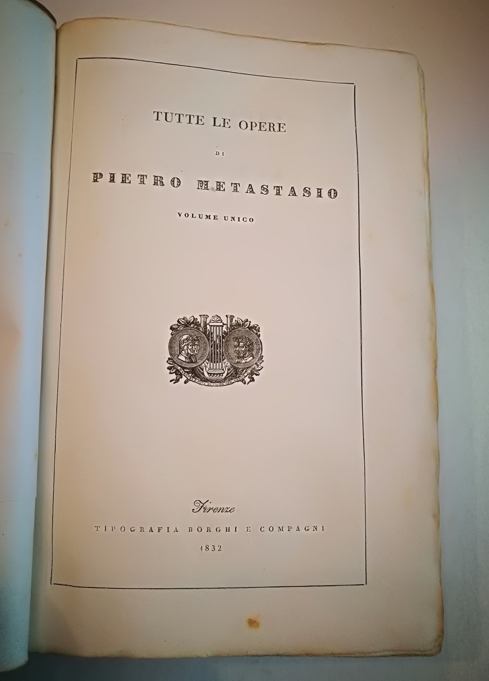 TUTTE LE OPERE
DI
PIETRO METASTASIO
VOLUME UNICO
Firenze
TIPOGRAFIA BORGHI E COMPAGNI
1832